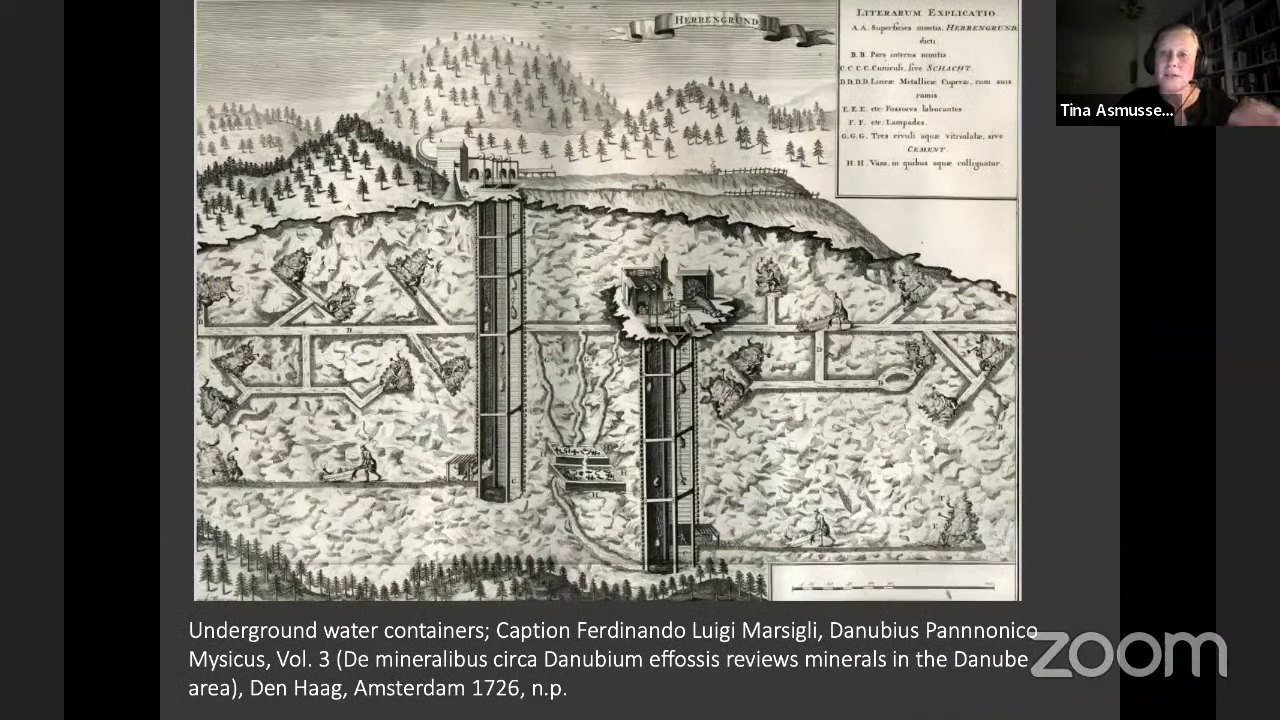 HERRENGRUND
LITERARUM EXPLICATIO.
A.A. Superficies montis, HERRENGRUND
dicti.
B.B. Pars interna montis.
C.C.C.C. Cuniculi, sive SCHACHT.
D.D.D.D. Lineæ Metallicæ Cupreæ, cum suis
ramis
E.E.E. etc: Fossores laborantes
F.F. etc: Lampades.
G.G.G. Tres rivuli aquæ vitriolatæ, sive
CEMENT.
H.H. Vasa, in quibus aquæ colliguntur.
Tina Asmusse...
Underground water containers; Caption Ferdinando Luigi Marsigli, Danubius Pannnonico
Mysicus, Vol. 3 (De mineralibus circa Danubium effossis reviews minerals in the Danube
area), Den Haag, Amsterdam 1726, n.p.
zoom